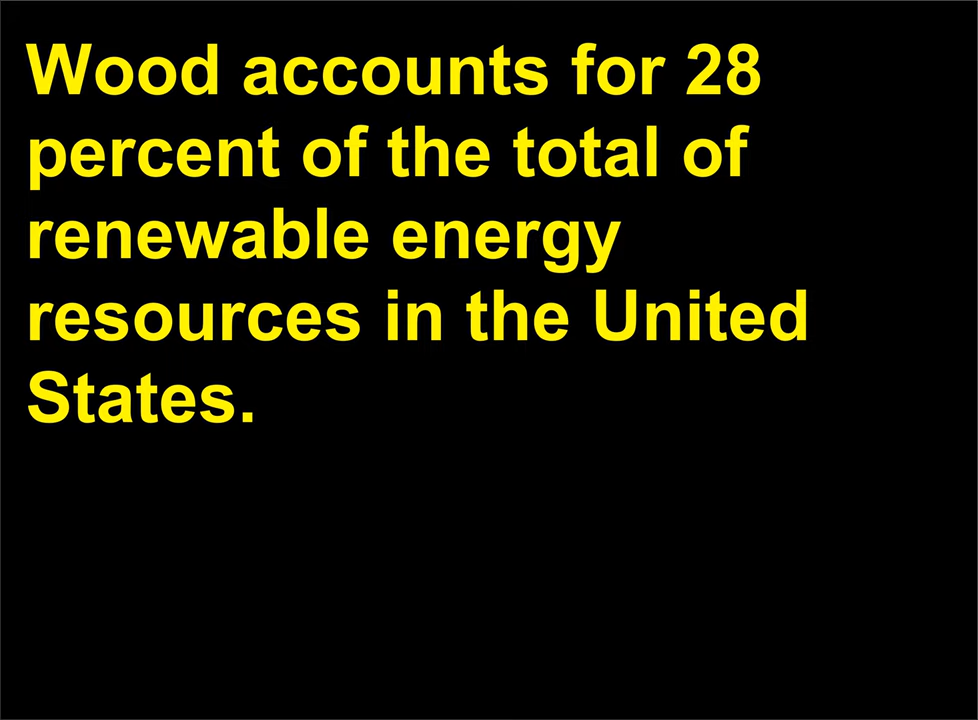 Wood accounts for 28
percent of the total of
renewable energy
resources in the United
States.